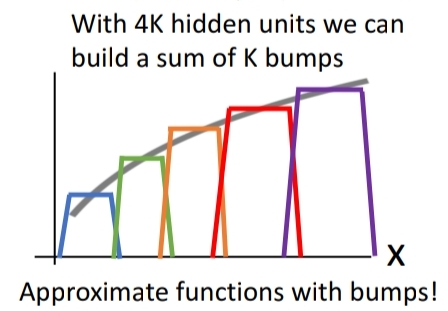 With 4K hidden units we can
build a sum of K bumps
X
Approximate functions with bumps!